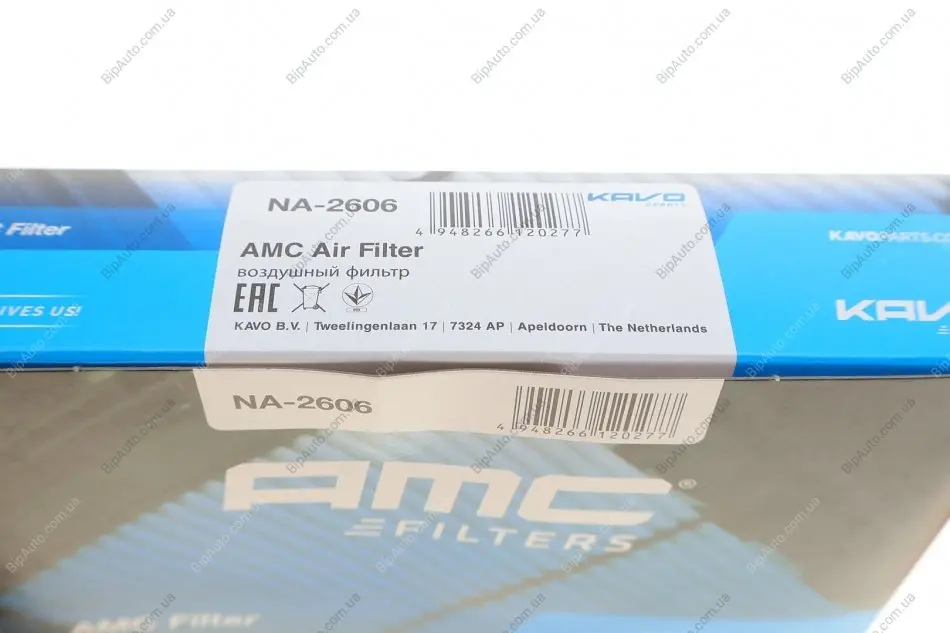 NA-2606
4 948266 120277
KAVO
PARTS
Filter
KAVOPARTS.C
AMC Air Filter
воздушный фильтр
IVES US!
EAC
KAVO
KAVO B.V. | Tweelingenlaan 17 | 7324 AP | Apeldoorn | The Netherlands
NA-2606
4 948266 120277
AMC®
FILTERS
AMC Filter
BipAuto.com.ua